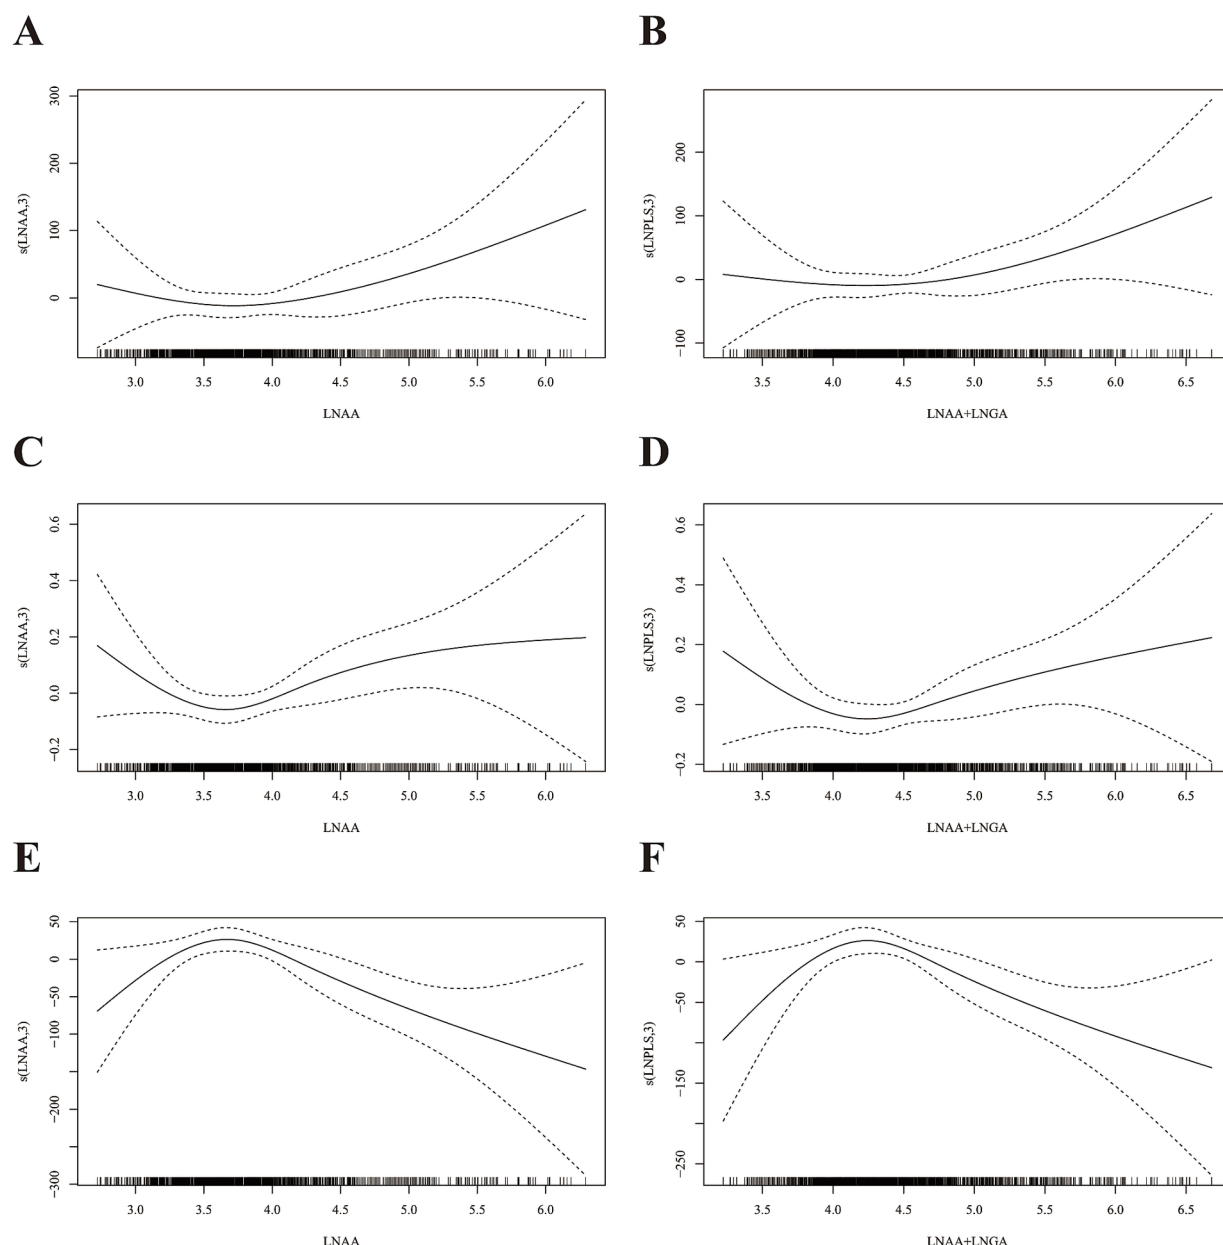 A
B
s(LNAA,3)
300
200
100
0
3.0 3.5 4.0 4.5 5.0 5.5 6.0
LNAA
s(LNPLS,3)
200
100
0
−100
3.5 4.0 4.5 5.0 5.5 6.0 6.5
LNAA+LNGA
C
D
s(LNAA,3)
0.6
0.4
0.2
0.0
−0.2
3.0 3.5 4.0 4.5 5.0 5.5 6.0
LNAA
s(LNPLS,3)
0.6
0.4
0.2
0.0
−0.2
3.5 4.0 4.5 5.0 5.5 6.0 6.5
LNAA+LNGA
E
F
s(LNAA,3)
50
0
−50
−100
−200
−300
3.0 3.5 4.0 4.5 5.0 5.5 6.0
LNAA
s(LNPLS,3)
50
0
−50
−150
−250
3.5 4.0 4.5 5.0 5.5 6.0 6.5
LNAA+LNGA